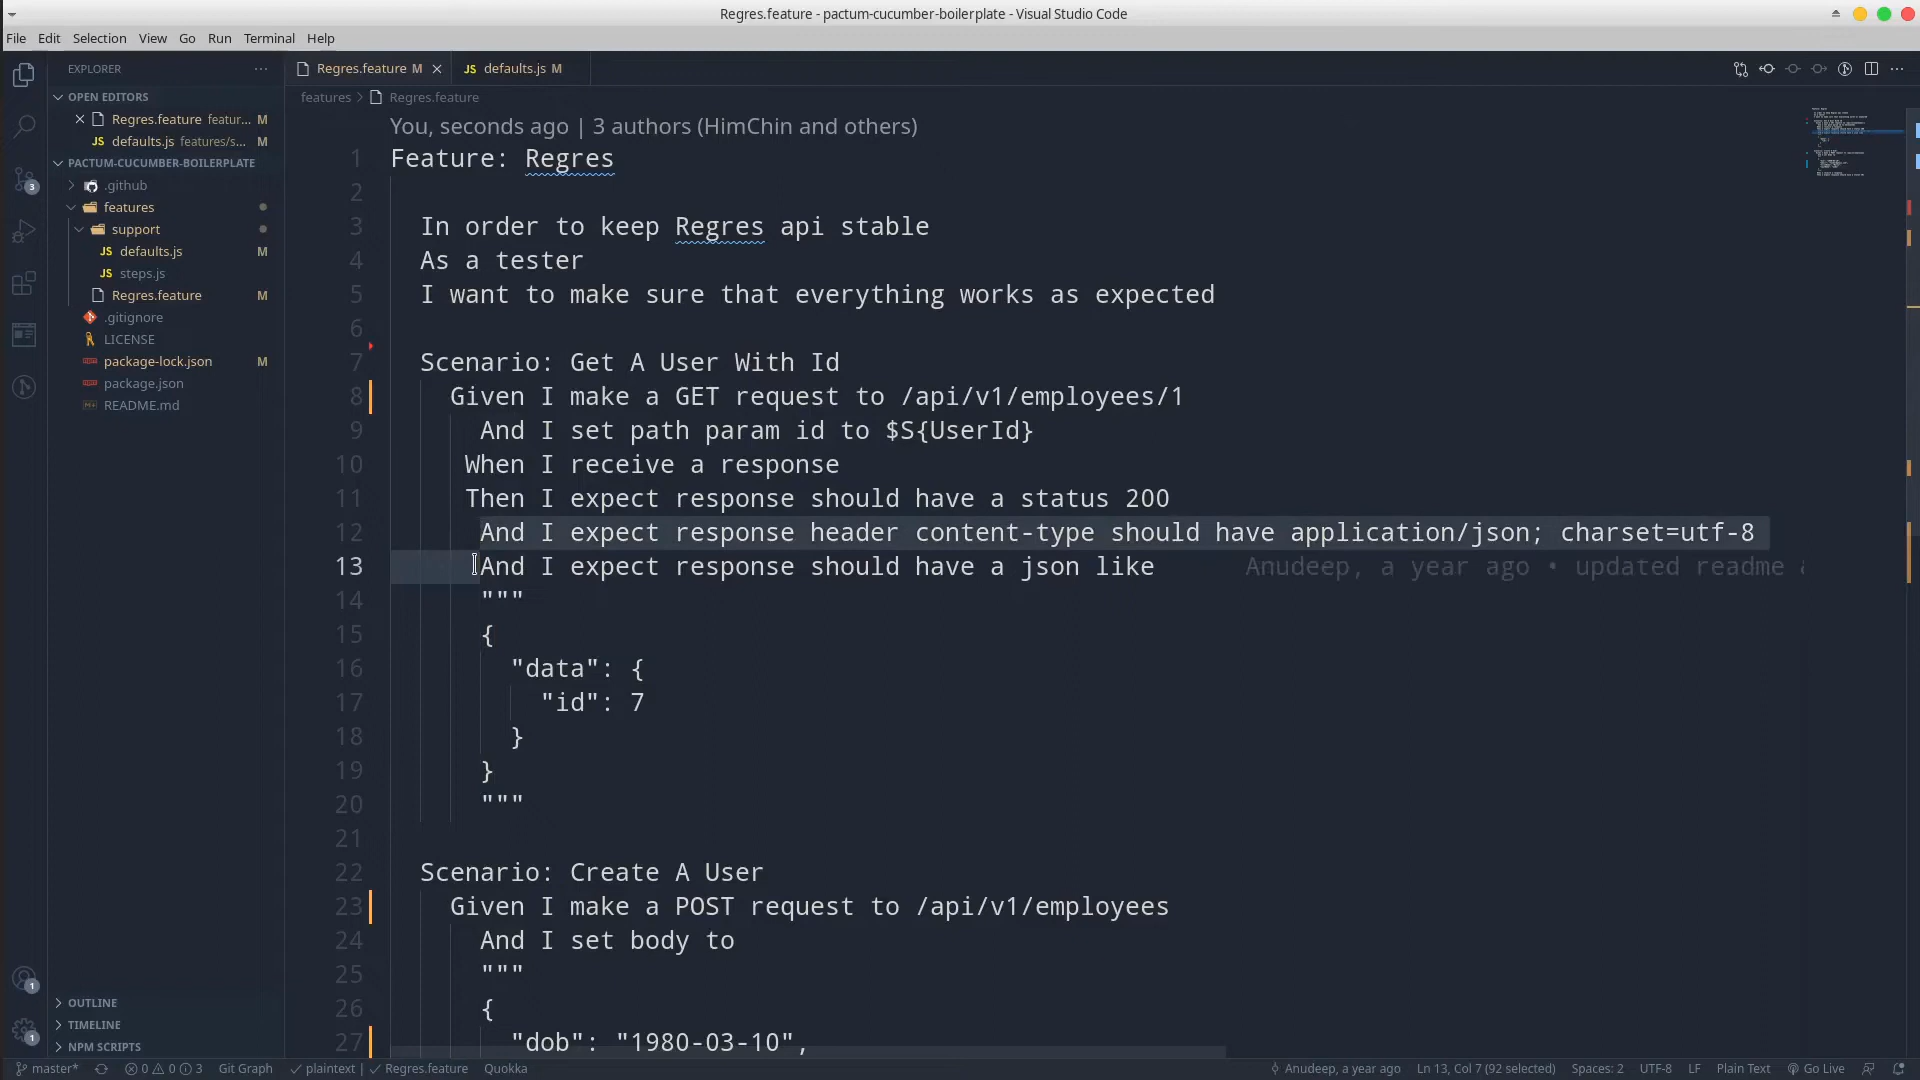 Regres.feature - pactum-cucumber-boilerplate - Visual Studio Code
File Edit Selection View Go Run Terminal Help
EXPLORER
OPEN EDITORS
Regres.feature featur... M
defaults.js features/s... M
PACTUM-CUCUMBER-BOILERPLATE
.github
features
support
JS defaults.js M
JS steps.js
Regres.feature M
.gitignore
LICENSE
package-lock.json M
package.json
README.md
OUTLINE
TIMELINE
NPM SCRIPTS
3
1
1
Regres.feature M
JS defaults.js M
features > Regres.feature
You, seconds ago | 3 authors (HimChin and others)
1 Feature: Regres
2
3 In order to keep Regres api stable
4 As a tester
5 I want to make sure that everything works as expected
6
7 Scenario: Get A User With Id
8 Given I make a GET request to /api/v1/employees/1
9 And I set path param id to $S{UserId}
10 When I receive a response
11 Then I expect response should have a status 200
12 And I expect response header content-type should have application/json; charset=utf-8
13 And I expect response should have a json like Anudeep, a year ago • updated readme
14 """
15 {
16 "data": {
17 "id": 7
18 }
19 }
20 """
21
22 Scenario: Create A User
23 Given I make a POST request to /api/v1/employees
24 And I set body to
25 """
26 {
27 "dob": "1980-03-10",
master* 0 0 3 Git Graph plaintext | Regres.feature Quokka Anudeep, a year ago Ln 13, Col 7 (92 selected) Spaces: 2 UTF-8 LF Plain Text Go Live